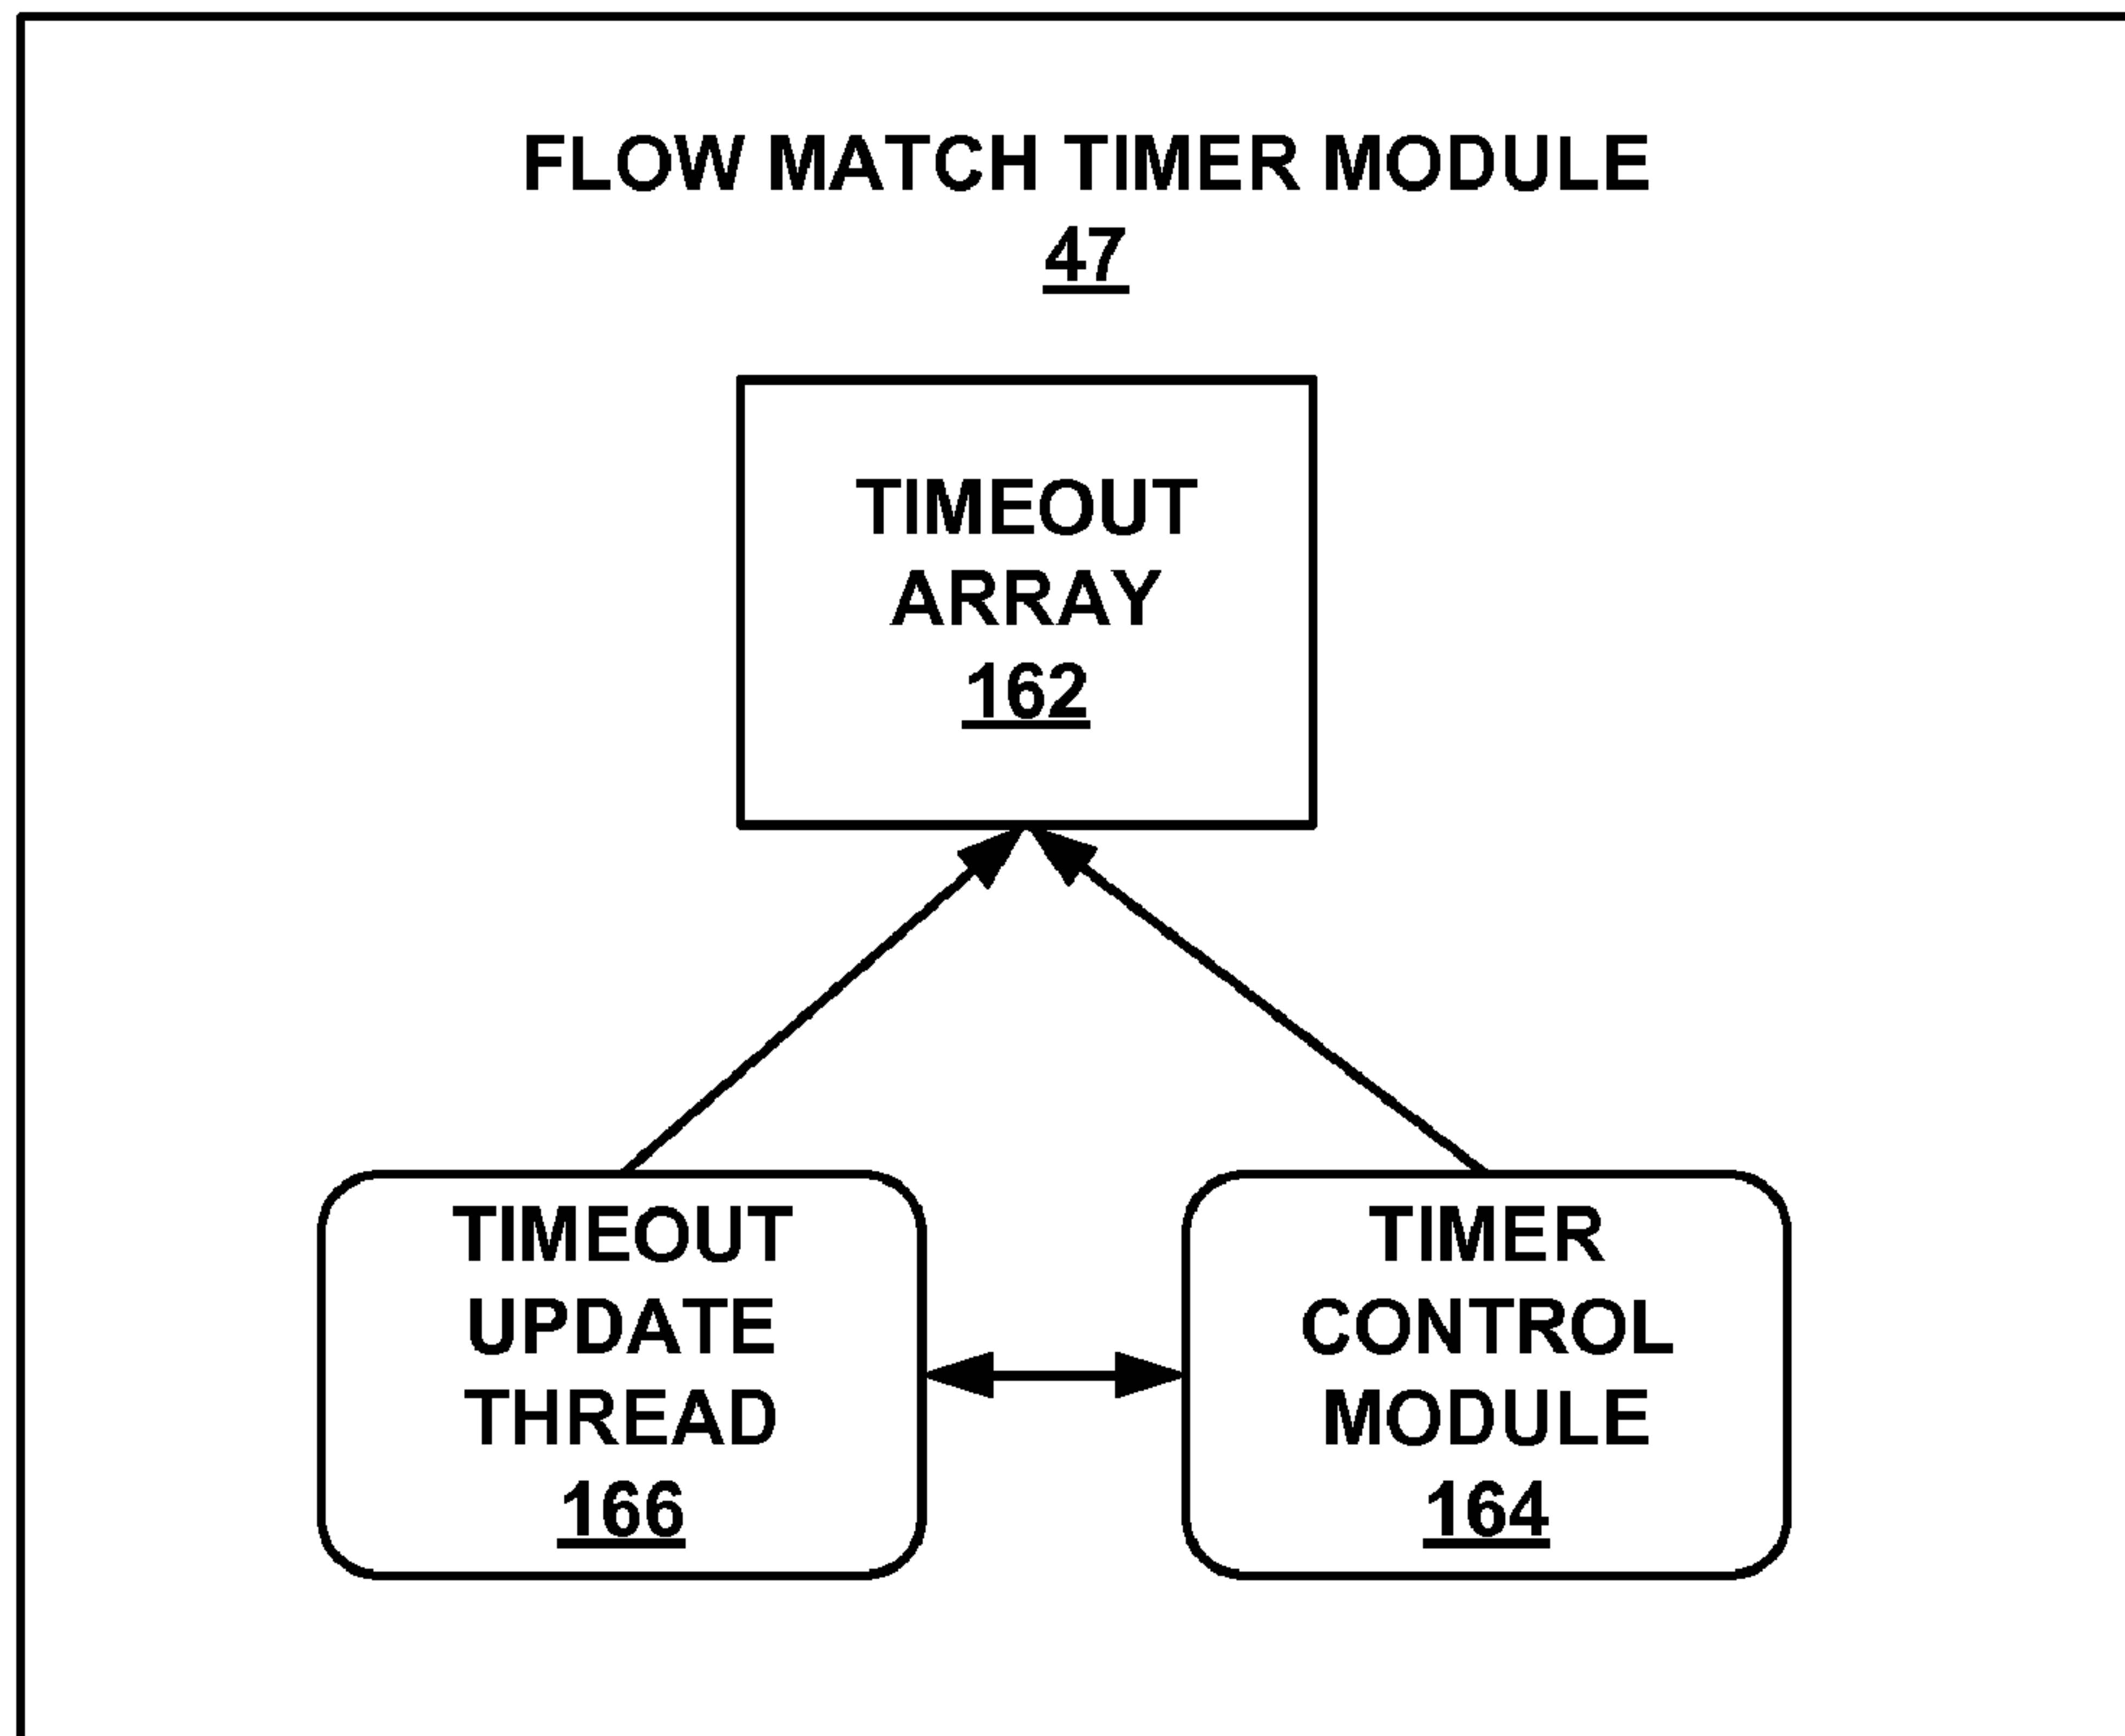 FLOW MATCH TIMER MODULE
47
TIMEOUT
ARRAY
162
TIMEOUT
UPDATE
THREAD
166
TIMER
CONTROL
MODULE
164